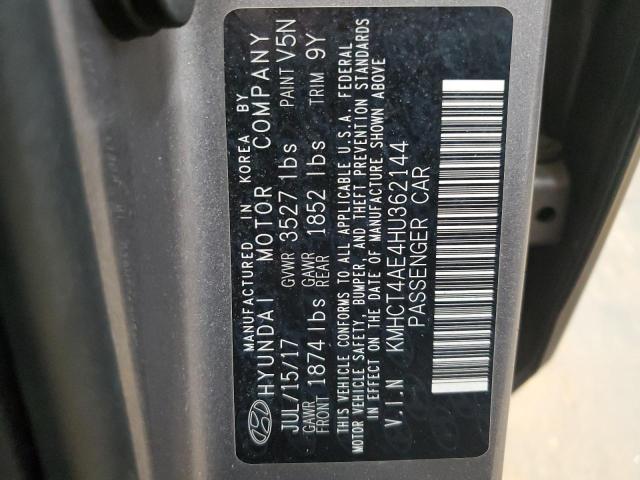 MANUFACTURED IN KOREA BY
HYUNDAI MOTOR COMPANY
JUL/15/17 GVWR 3527 lbs PAINT V5N
GAWR FRONT 1874 lbs GAWR REAR 1852 lbs TRIM 9Y
THIS VEHICLE CONFORMS TO ALL APPLICABLE U.S.A. FEDERAL
MOTOR VEHICLE SAFETY, BUMPER, AND THEFT PREVENTION STANDARDS
IN EFFECT ON THE DATE OF MANUFACTURE SHOWN ABOVE
V.I.N KMHCT4AE4HU362144
PASSENGER CAR